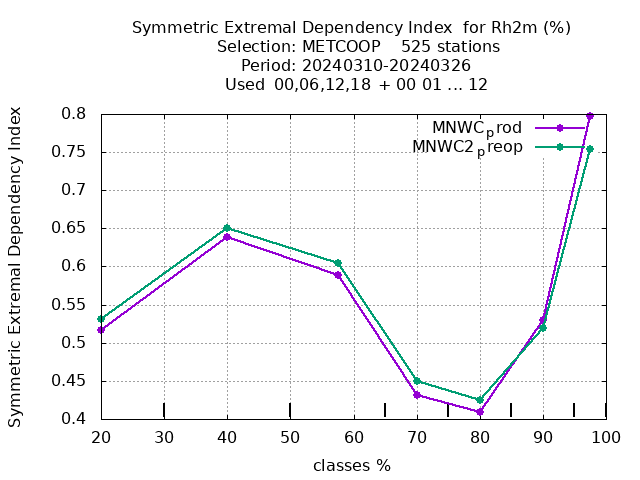 Symmetric Extremal Dependency Index  for Rh2m (%)
Selection: METCOOP    525 stations
Period: 20240310-20240326
Used  00,06,12,18 + 00 01 ... 12
MNWCprod
MNWC2preop
Symmetric Extremal Dependency Index
0.8
0.75
0.7
0.65
0.6
0.55
0.5
0.45
0.4
20 30 40 50 60 70 80 90 100
classes %